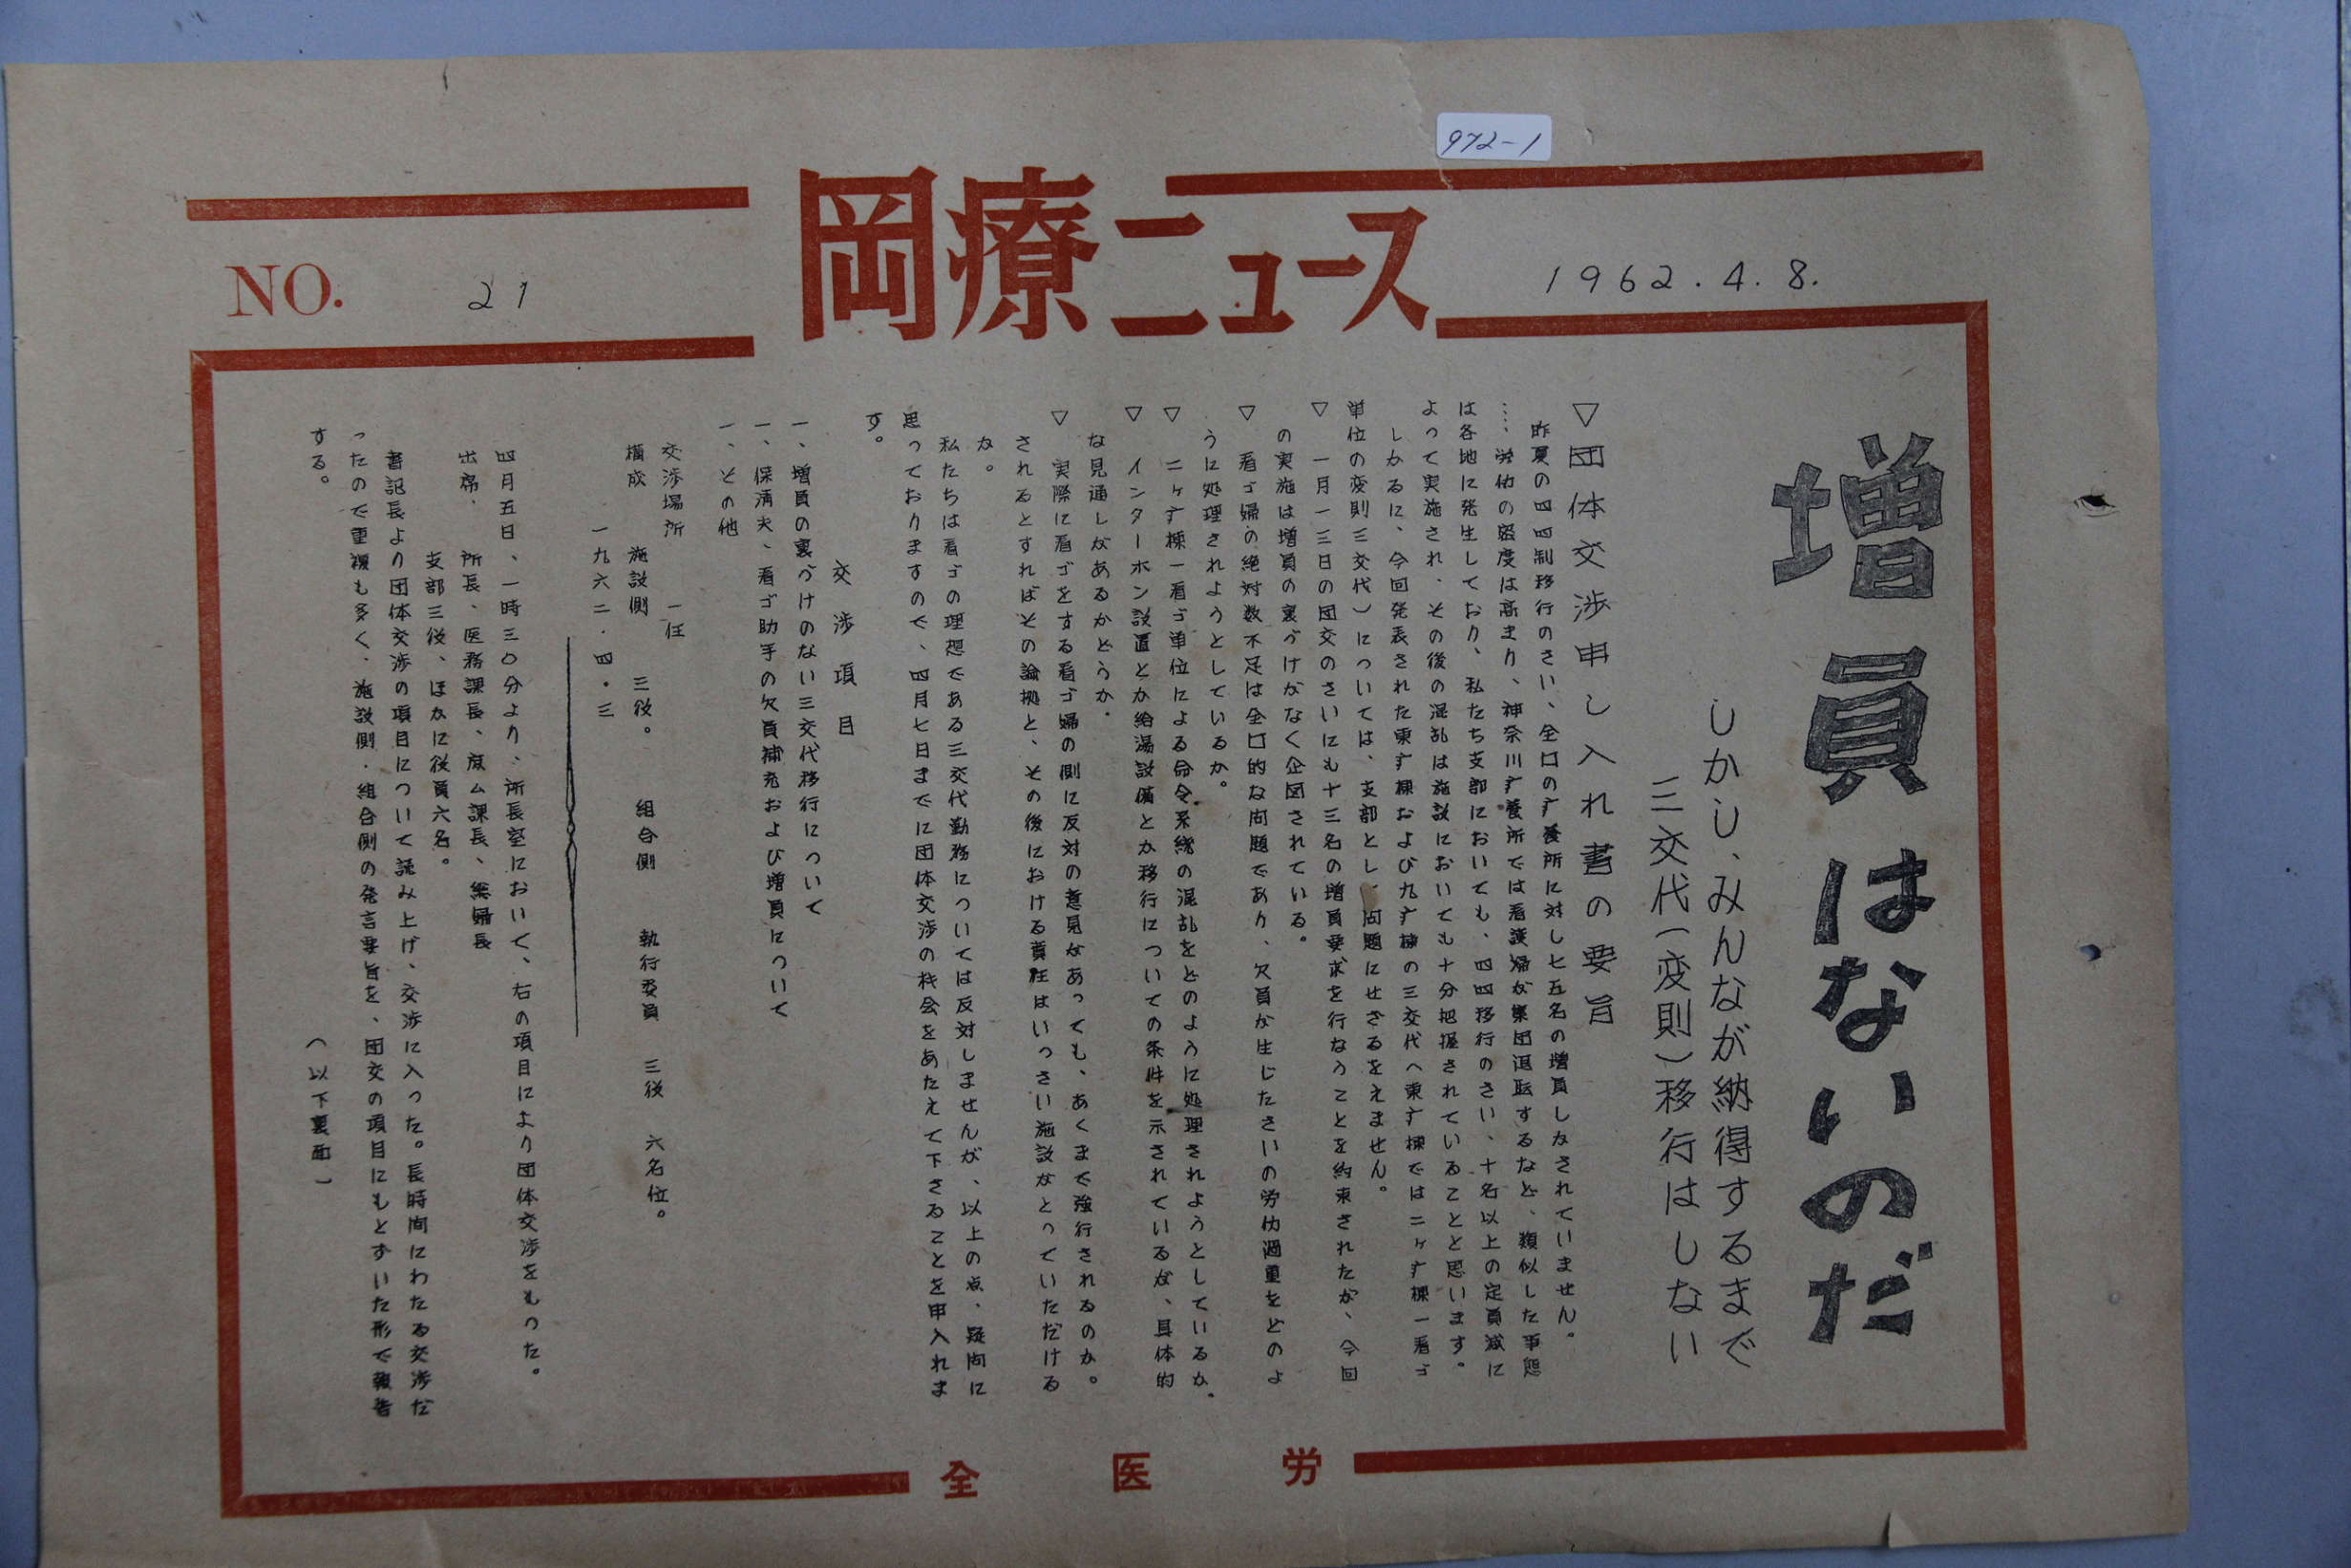 972-1
岡療ニュース
NO. 21
1962.4.8.
増員はないのだ
しかし、みんなが納得するまで
三交代(変則)移行はしない
▽団体交渉申し入れ書の要旨
昨夏の四四制移行のさい、全口の疒養所に対し七五名の増員しかされていません。
‥‥労仂の密度は高まり、神奈川疒養所では看護婦が集団退転するなど、類似した事態
は各地に発生しており、私たち支部においても、四四移行のさい、十名以上の定員減に
よって実施され、その後の混乱は施設においても十分把握されていることと思います。
しかるに、今回発表された東疒棟および九疒棟の三交代へ東疒棟では二ヶ疒棟一看ゴ
単位の変則三交代)については、支部とし、問題にせざるをえません。
▽一月一三日の団交のさいにも十三名の増員要求を行なうことを約束されたが、今回
の実施は増員の裏づけがなく企図されている。
▽看ゴ婦の絶対数不足は全口的な問題であり、欠員が生じたさいの労仂過重をどのよ
うに処理されようとしているか。
▽二ヶ疒棟一看ゴ単位による命令系統の混乱をどのように処理されようとしているか。
▽インターホン設置とか給湯設備とか移行についての条件を示されているが、具体的
な見通しがあるかどうか。
▽実際に看ゴをする看ゴ婦の側に反対の意見があっても、あくまで強行されるのか。
されるとすればその論拠と、その後における責任はいっさい施設がとっていただける
か。
私たちは看ゴの理想である三交代勤務については反対しませんが、以上の点、疑問に
思っておりますので、四月七日までに団体交渉の机会をあたえて下さることを申入れま
す。
交渉項目
一、増員の裏づけのない三交代移行について
一、保清夫、看ゴ助手の欠員補充および増員について
一、その他
交渉場所 一任
構成 施設側 三役。 組合側 執行委員 三役 六名位。
一九六二・四・三
四月五日、一時三〇分より、所長室において、右の項目により団体交渉をもった。
出席、所長、医務課長、庶ム課長、総婦長
支部三役、ほかに役員六名。
書記長より団体交渉の項目について読み上げ、交渉に入った。長時間にわたる交渉だ
ったので重複も多く、施設側・組合側の発言要旨を、団交の項目にもとずいた形で報告
する。
(以下裏面)
全医労